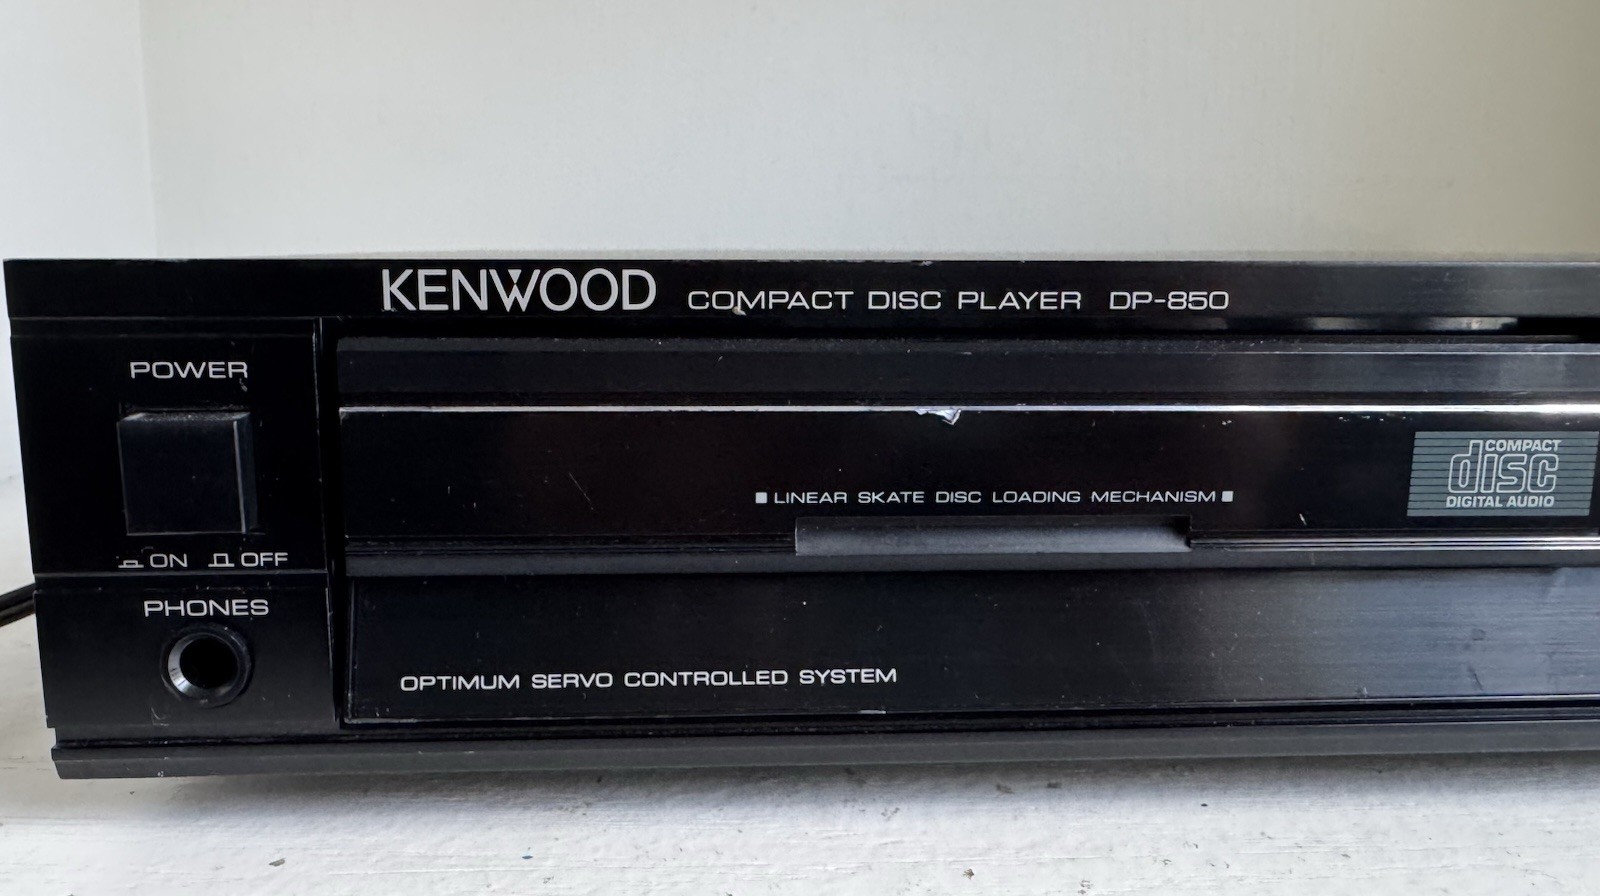 KENWOOD COMPACT DISC PLAYER DP-850
POWER
ON OFF
PHONES
LINEAR SKATE DISC LOADING MECHANISM
COMPACT
disc
DIGITAL AUDIO
OPTIMUM SERVO CONTROLLED SYSTEM